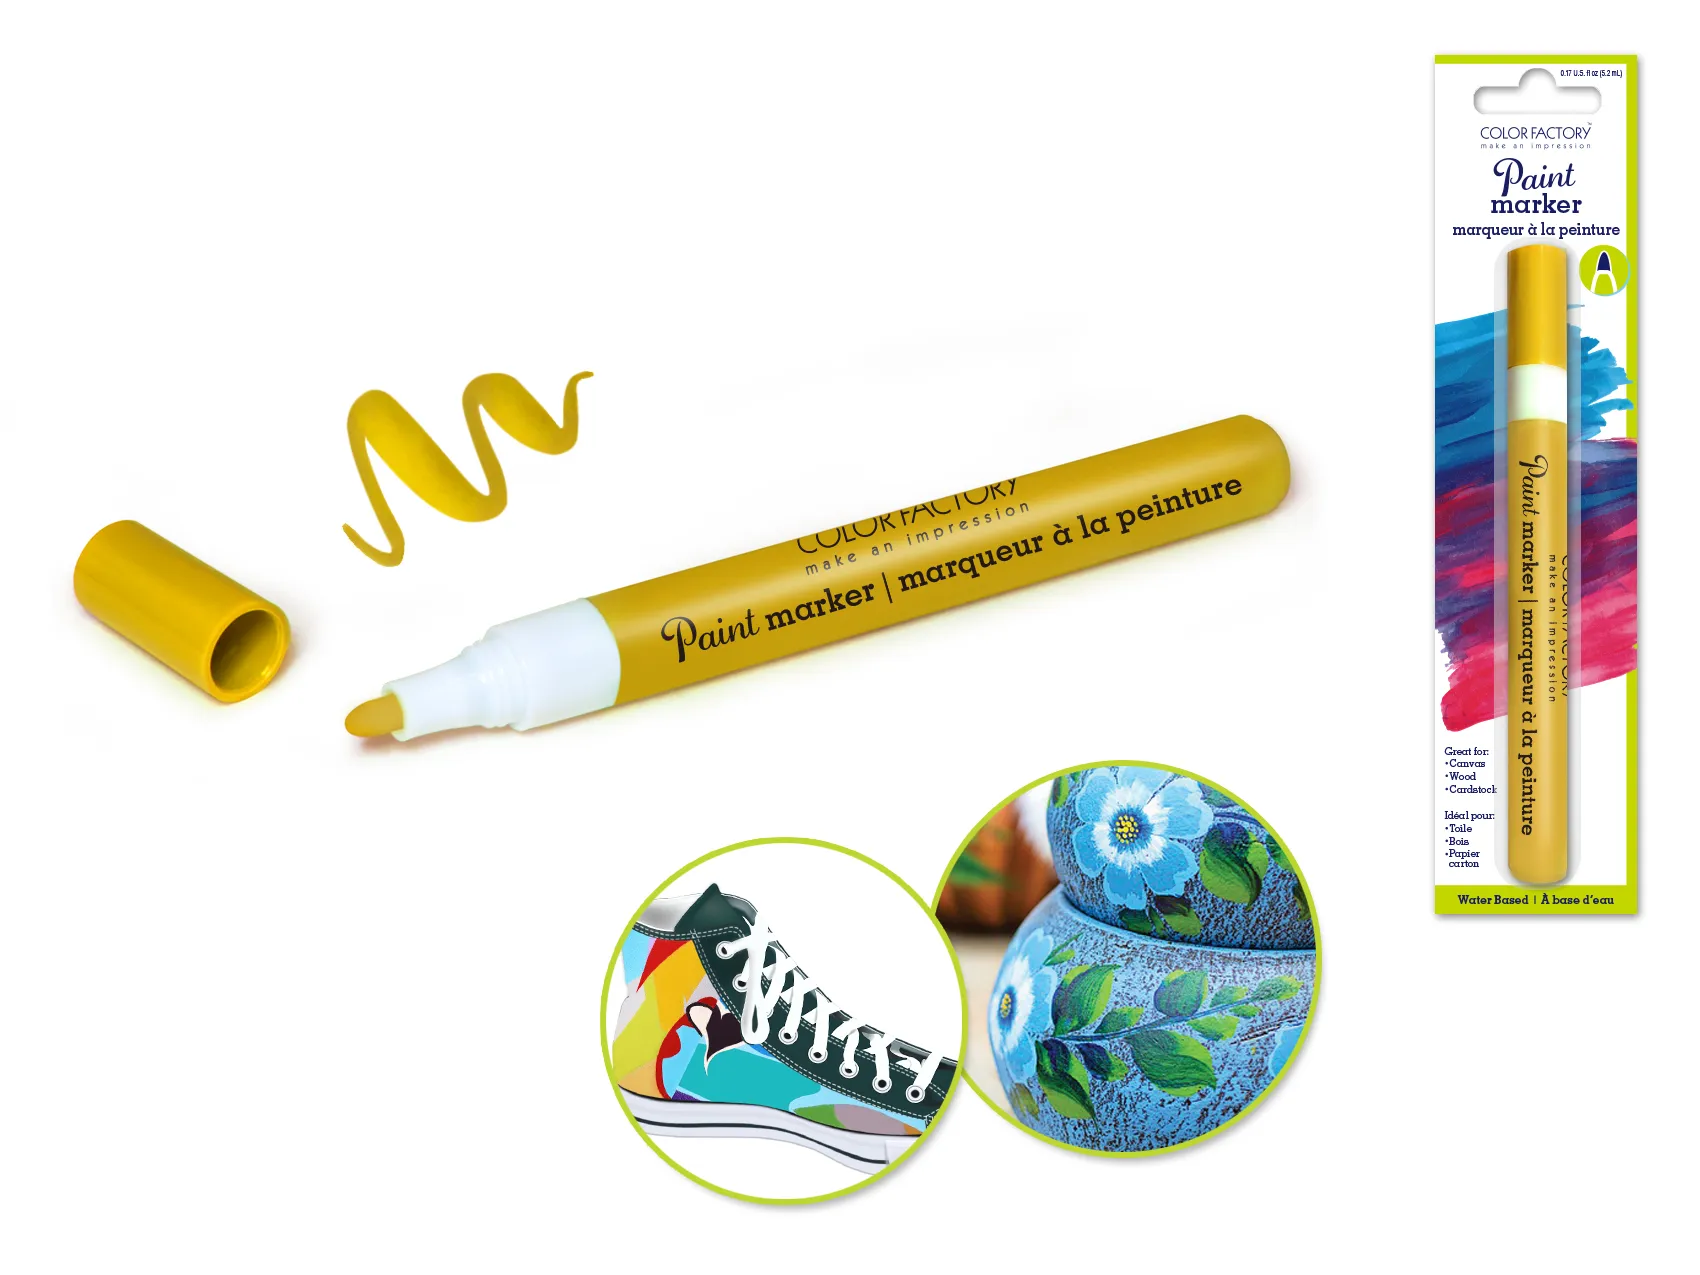 0.17 U.S. fl oz (5.2 mL)
COLOR FACTORY™
make an impression
Paint
marker
marqueur à la peinture
COLOR FACTORY
make an impression
Paint marker | marqueur à la peinture
COLOR FACTORY
make an impression
Paint marker | marqueur à la peinture
Great for:
•Canvas
•Wood
•Cardstock
Idéal pour:
•Toile
•Bois
•Papier
carton
Water Based | À base d'eau